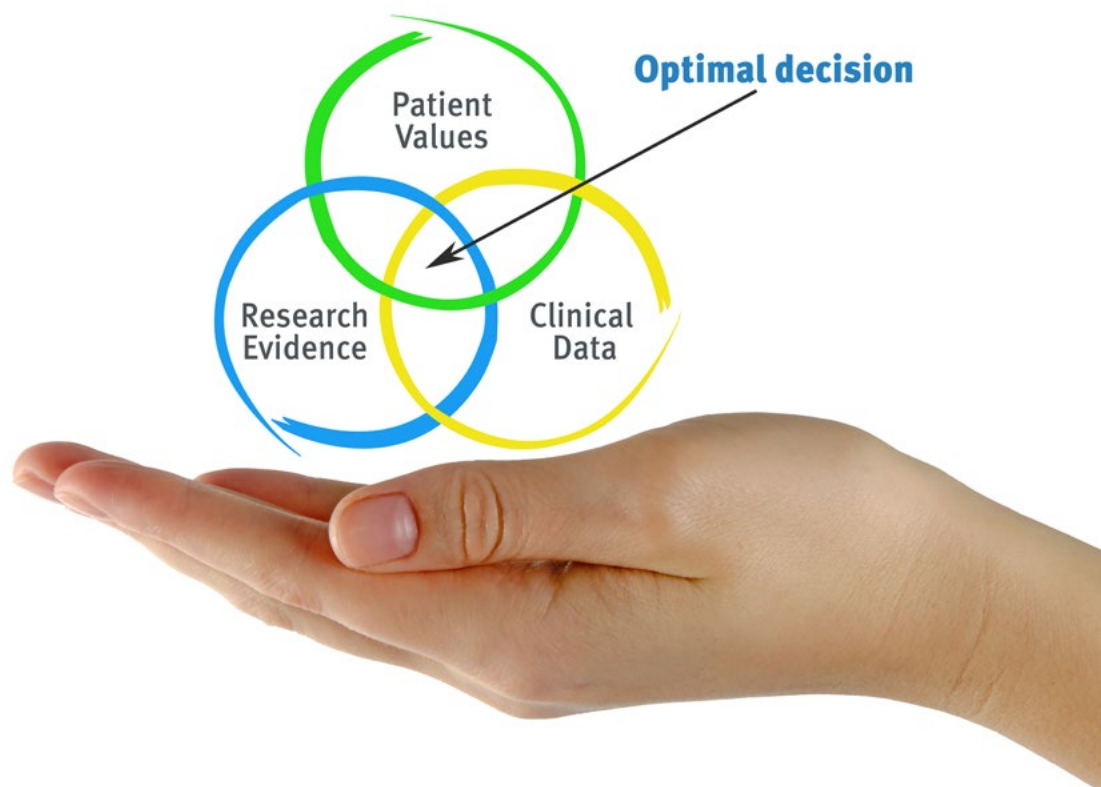 Optimal decision
Patient
Values
Research
Evidence
Clinical
Data